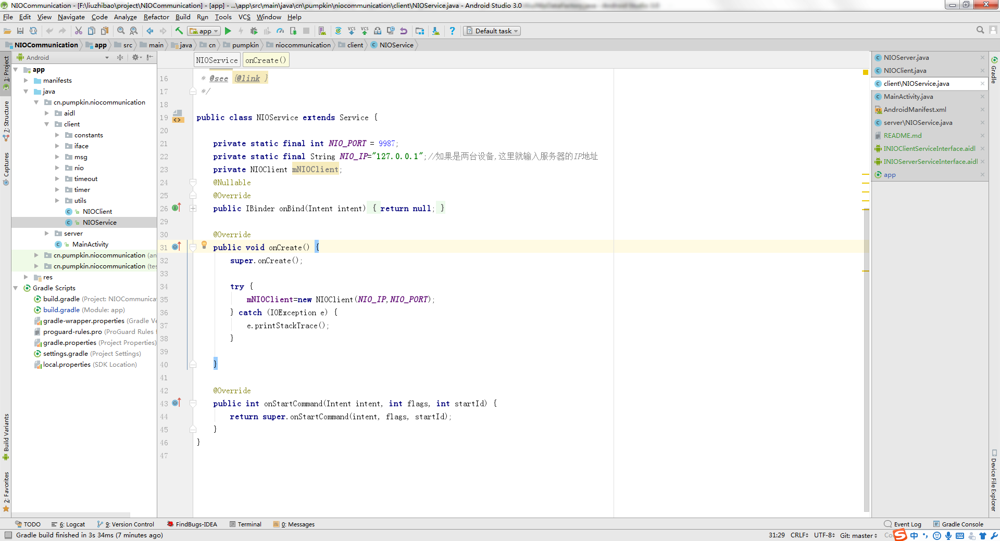 NIOCommunication - [F:\liuzhibao\project\NIOCommunication] - [app] - ...\app\src\main\java\cn\pumpkin\niocommunication\client\NIOService.java - Android Studio 3.0
File Edit View Navigate Code Analyze Refactor Build Run Tools VCS Window Help
app Default task
NIOCommunication app src main java cn pumpkin niocommunication client NIOService
1: Project
7: Structure
Captures
Build Variants
2: Favorites
Android
app
manifests
java
cn.pumpkin.niocommunication
aidl
client
constants
iface
msg
nio
timeout
timer
utils
NIOClient
NIOService
server
MainActivity
cn.pumpkin.niocommunication (an
cn.pumpkin.niocommunication (tes
res
Gradle Scripts
build.gradle (Project: NIOCommunica
build.gradle (Module: app)
gradle-wrapper.properties (Gradle Ve
proguard-rules.pro (ProGuard Rules f
gradle.properties (Project Properties)
settings.gradle (Project Settings)
local.properties (SDK Location)
NIOService onCreate()
16 * @see {@link }
17 */
18
19 public class NIOService extends Service {
20
21 private static final int NIO_PORT = 9987;
22 private static final String NIO_IP="127.0.0.1";//如果是两台设备,这里就输入服务器的IP地址
23 private NIOClient mNIOClient;
24 @Nullable
25 @Override
26 public IBinder onBind(Intent intent) { return null; }
29
30 @Override
31 public void onCreate() {
32 super.onCreate();
33
34 try {
35 mNIOClient=new NIOClient(NIO_IP,NIO_PORT);
36 } catch (IOException e) {
37 e.printStackTrace();
38 }
39
40 }
41
42 @Override
43 public int onStartCommand(Intent intent, int flags, int startId) {
44 return super.onStartCommand(intent, flags, startId);
45 }
46 }
47
NIOServer.java
NIOClient.java
client\NIOService.java
MainActivity.java
AndroidManifest.xml
server\NIOService.java
README.md
INIOClientServiceInterface.aidl
INIOServerServiceInterface.aidl
app
Gradle
Device File Explorer
TODO 6: Logcat 9: Version Control FindBugs-IDEA Terminal 0: Messages Event Log Gradle Console
Gradle build finished in 3s 34ms (7 minutes ago) 31:29 CRLF UTF-8 Git: master Co 中